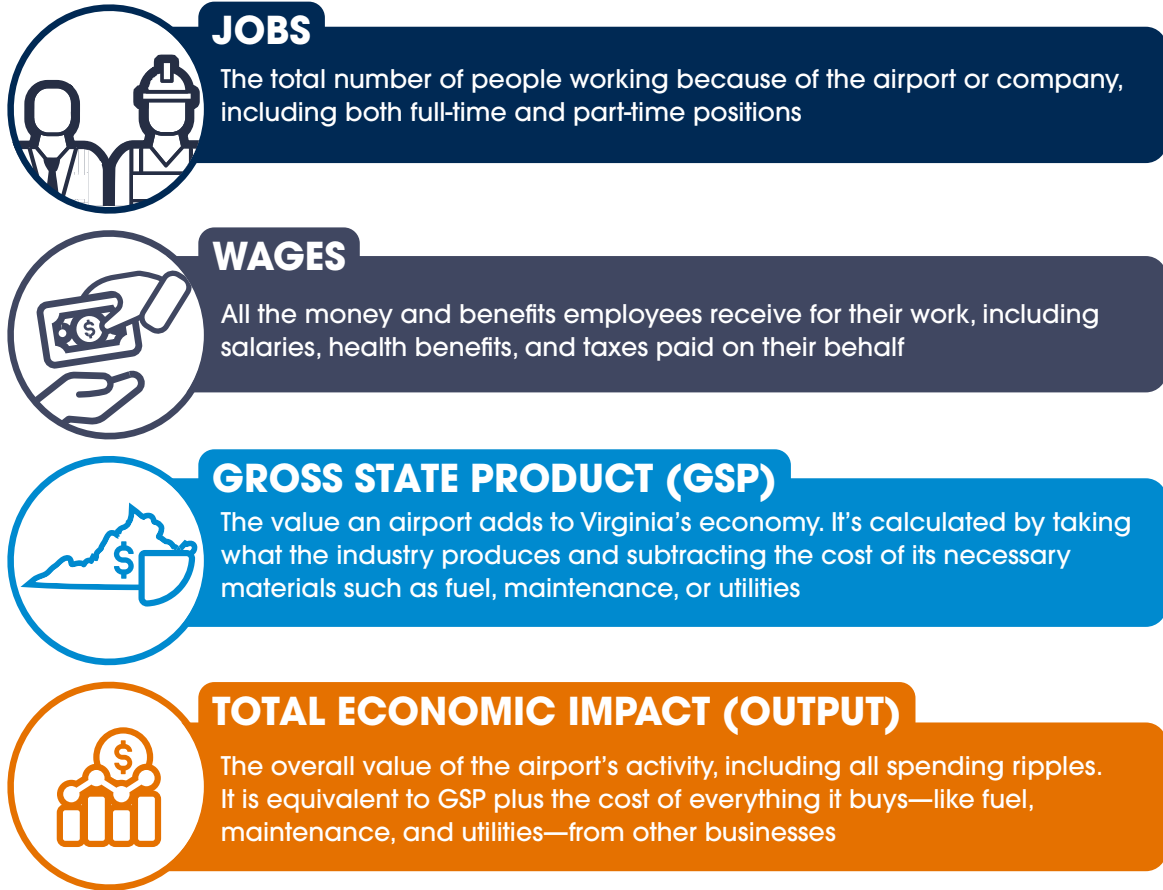 JOBS
The total number of people working because of the airport or company,
including both full-time and part-time positions
WAGES
All the money and benefits employees receive for their work, including
salaries, health benefits, and taxes paid on their behalf
$
GROSS STATE PRODUCT (GSP)
The value an airport adds to Virginia’s economy. It’s calculated by taking
what the industry produces and subtracting the cost of its necessary
materials such as fuel, maintenance, or utilities
$
TOTAL ECONOMIC IMPACT (OUTPUT)
The overall value of the airport’s activity, including all spending ripples.
It is equivalent to GSP plus the cost of everything it buys—like fuel,
maintenance, and utilities—from other businesses
$